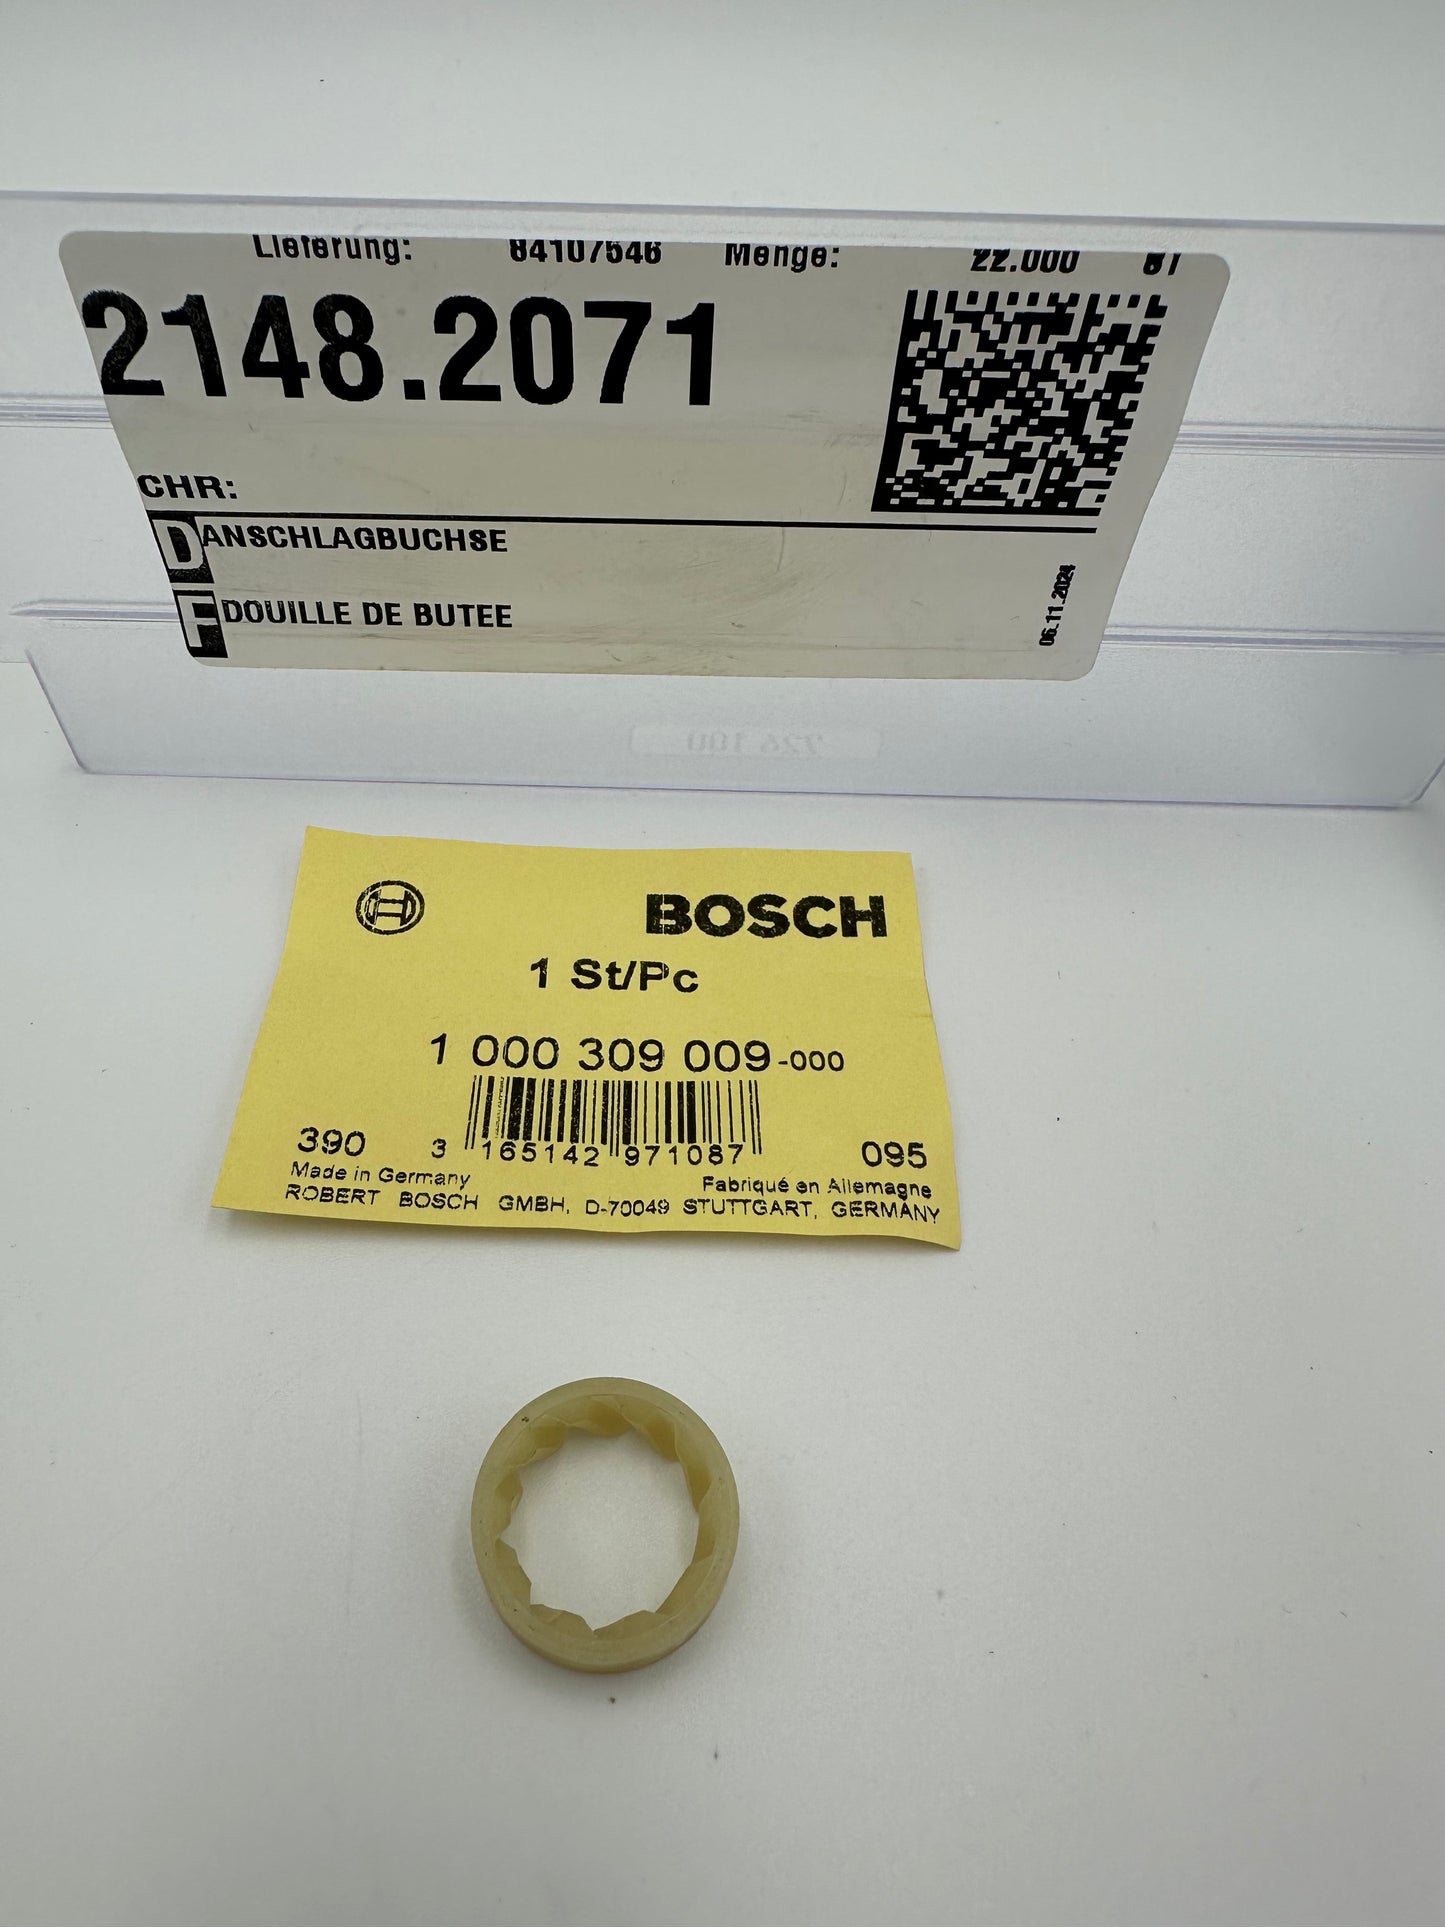 Lieferung: 84107546 Menge: 22.000 ST
2148.2071
CHR:
D ANSCHLAGBUCHSE
F DOUILLE DE BUTEE
06.11.2024
BOSCH
1 St/Pc
1 000 309 009-000
390 3 165142 971087 095
Made in Germany Fabriqué en Allemagne
ROBERT BOSCH GMBH, D-70049 STUTTGART, GERMANY